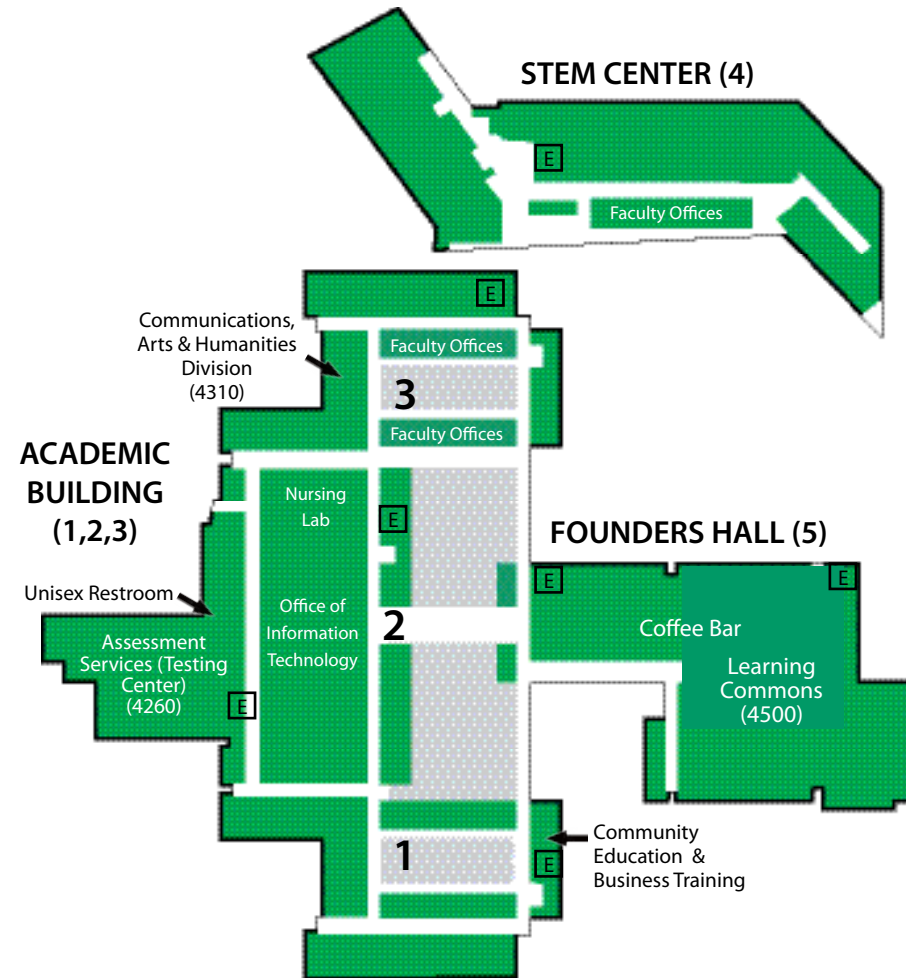 STEM CENTER (4)
E
Faculty Offices
E
Communications,
Arts & Humanities
Division
(4310)
Faculty Offices
3
Faculty Offices
ACADEMIC
BUILDING
(1,2,3)
Nursing
Lab
E
FOUNDERS HALL (5)
E
E
Unisex Restroom
Office of
Information
Technology
2
Coffee Bar
Assessment
Services (Testing
Center)
(4260)
E
Learning
Commons
(4500)
1
E
Community
Education &
Business Training